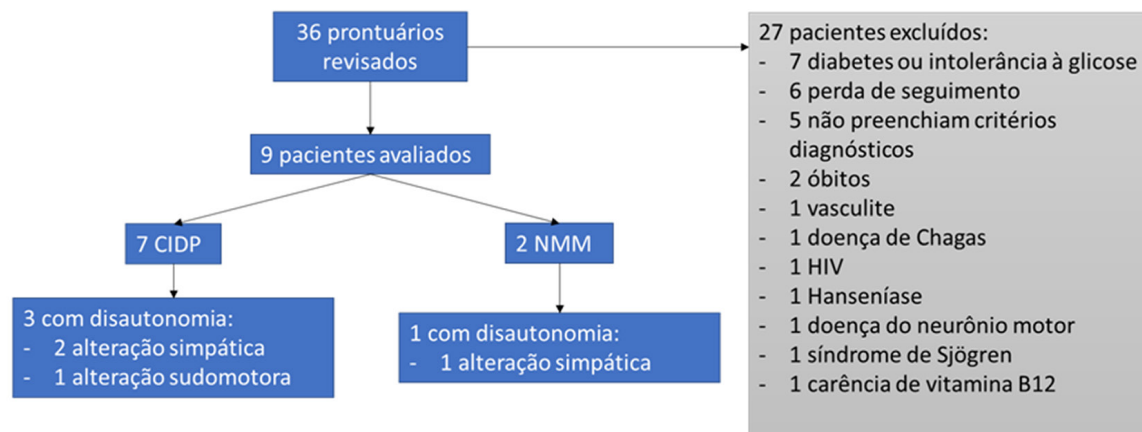 36 prontuários
revisados
9 pacientes avaliados
7 CIDP
2 NMM
3 com disautonomia:
- 2 alteração simpática
- 1 alteração sudomotora
1 com disautonomia:
- 1 alteração simpática
27 pacientes excluídos:
- 7 diabetes ou intolerância à glicose
- 6 perda de seguimento
- 5 não preenchiam critérios
diagnósticos
- 2 óbitos
- 1 vasculite
- 1 doença de Chagas
- 1 HIV
- 1 Hanseníase
- 1 doença do neurônio motor
- 1 síndrome de Sjögren
- 1 carência de vitamina B12